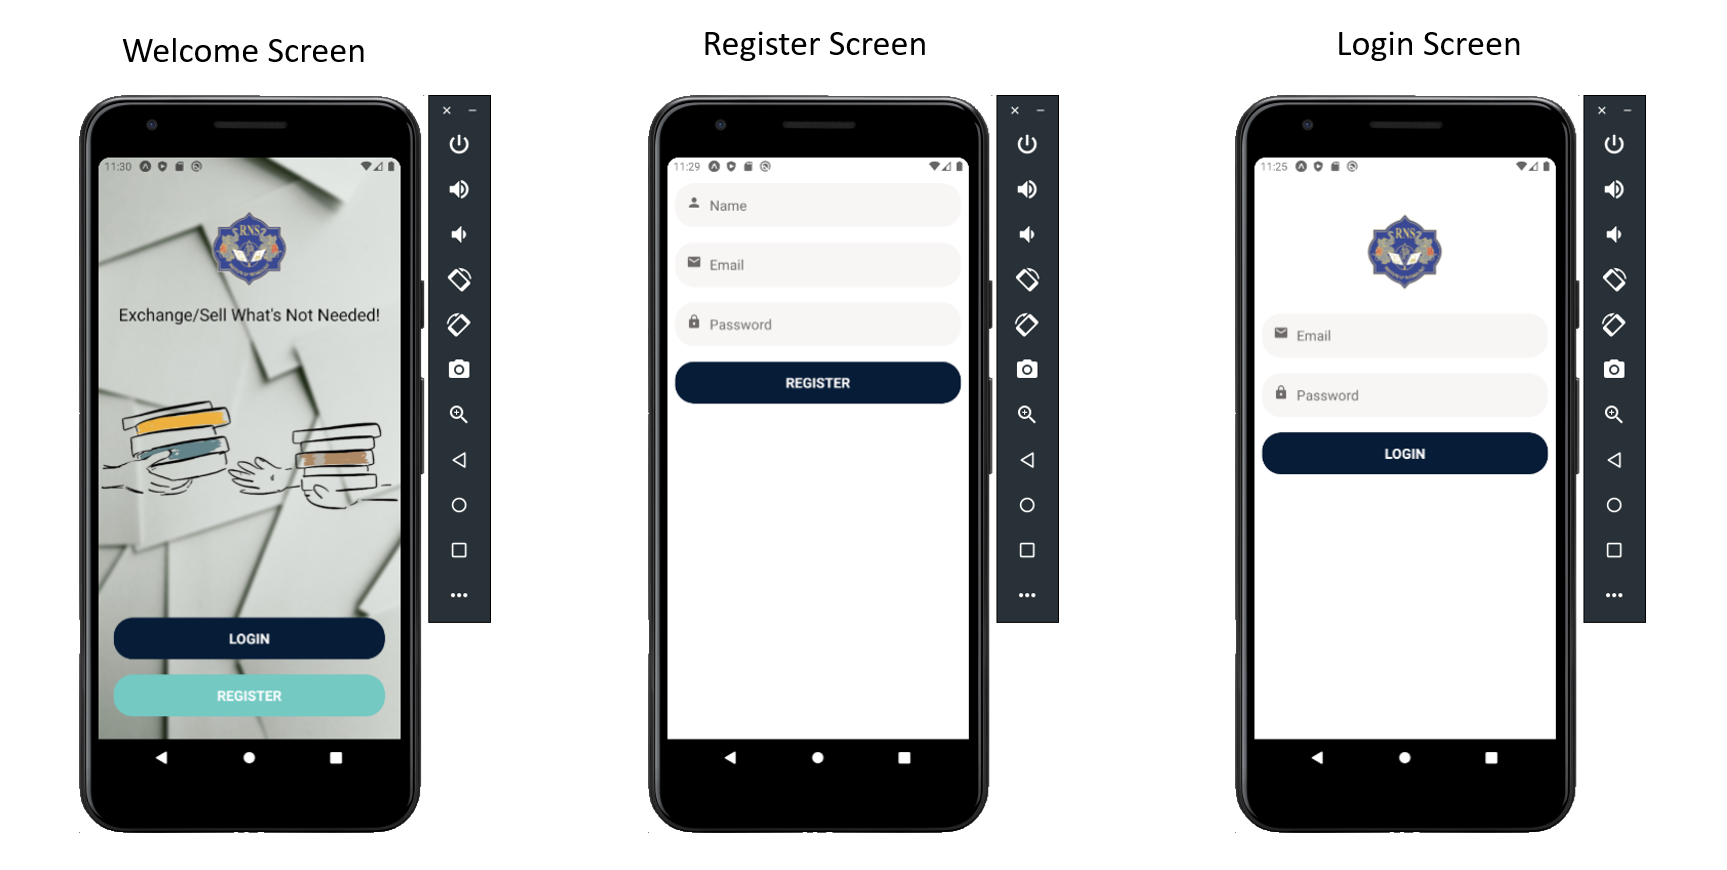 Welcome Screen
Register Screen
Login Screen
11:30
RNS
Exchange/Sell What's Not Needed!
LOGIN
REGISTER
11:29
Name
Email
Password
REGISTER
11:25
RNS
Email
Password
LOGIN